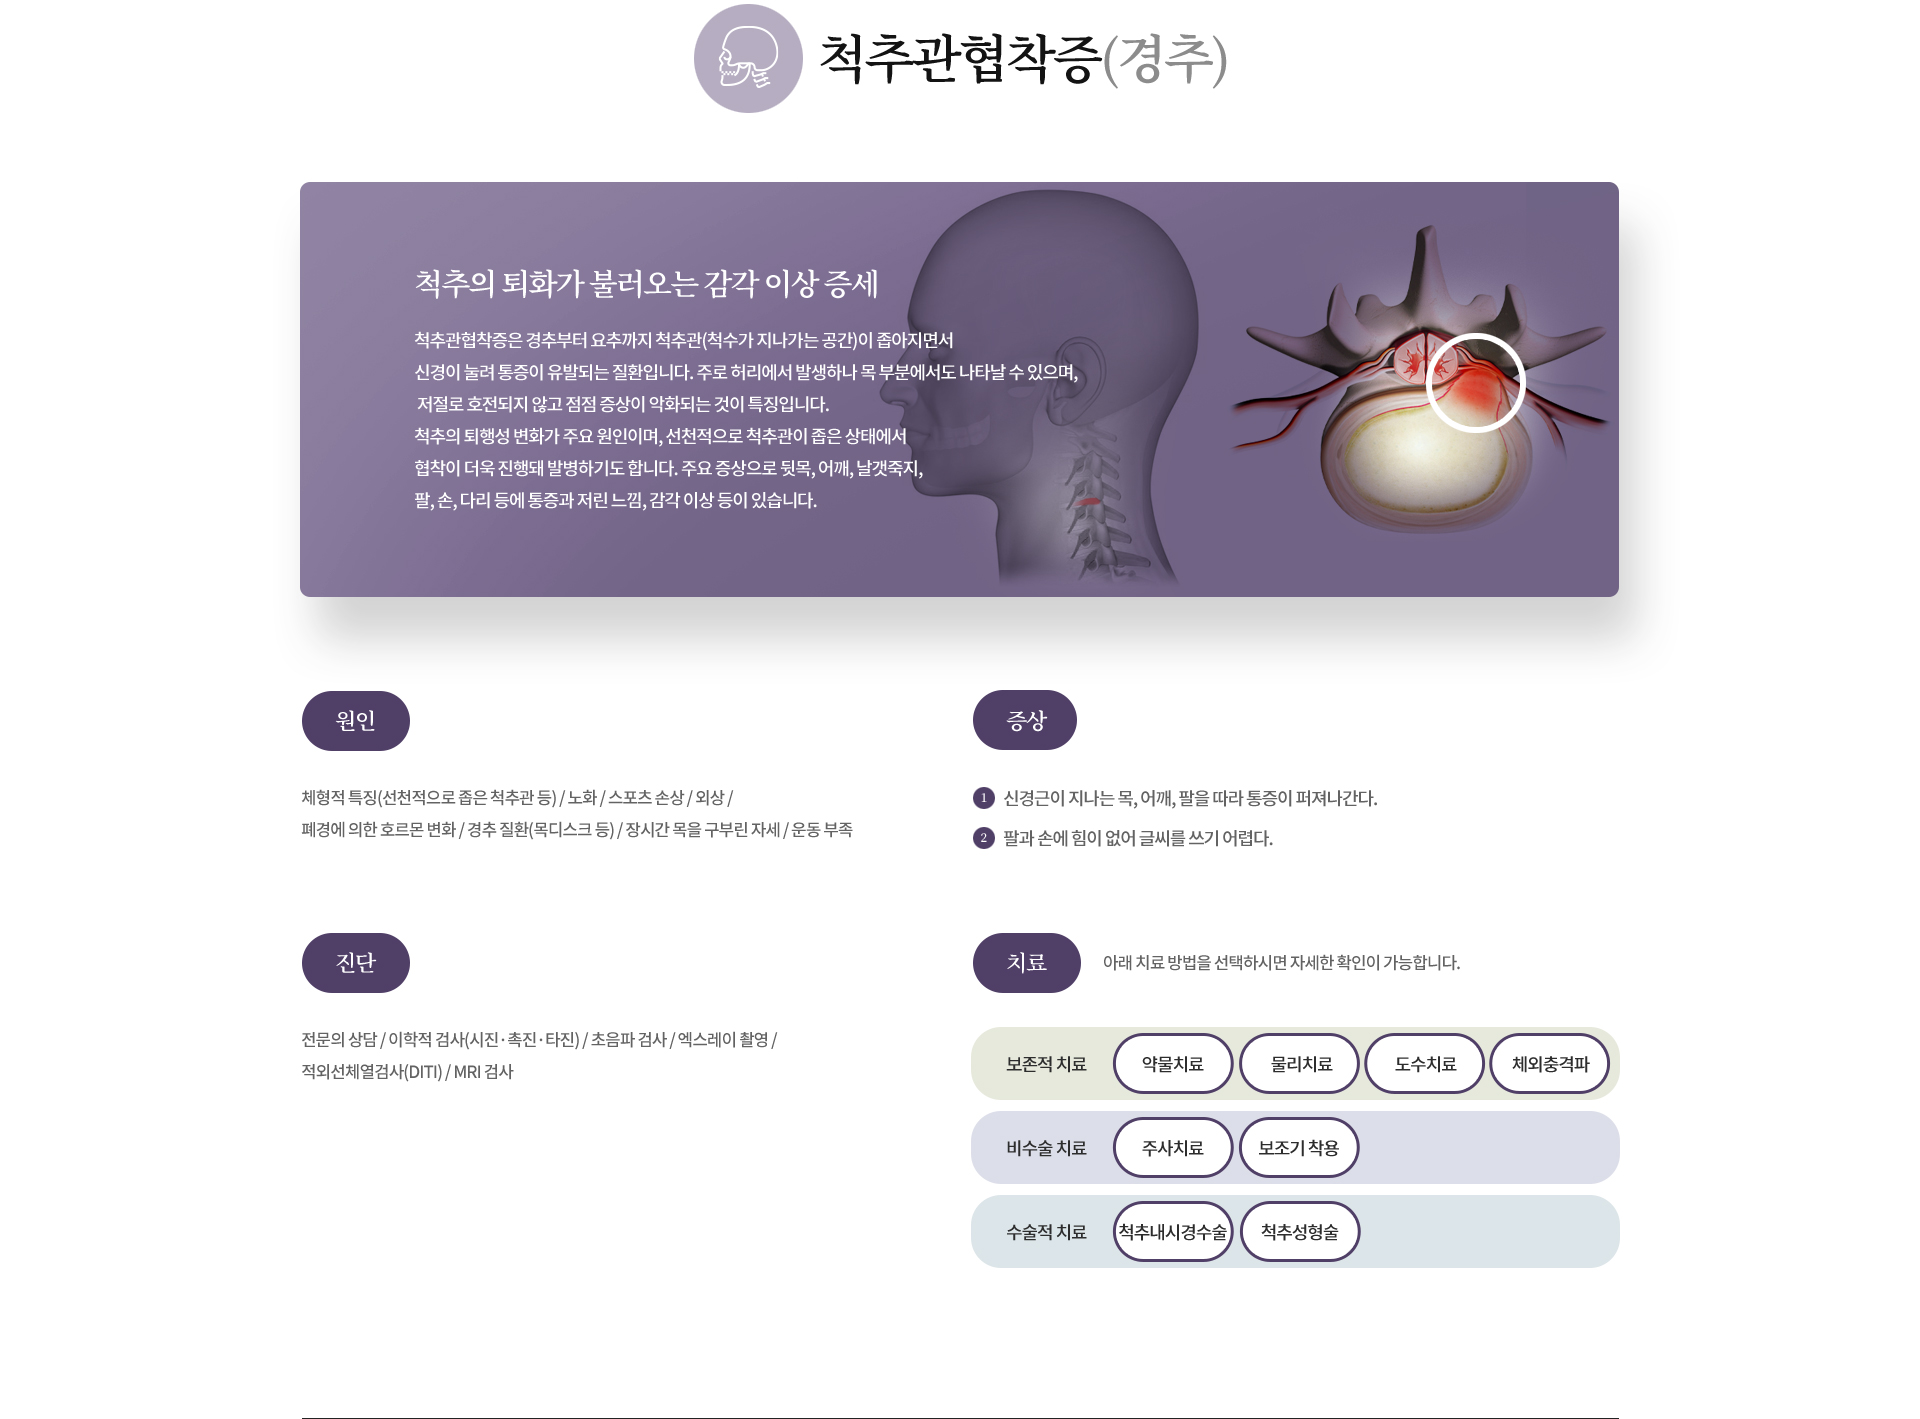 척추관협착증(경추)
척추의 퇴화가 불러오는 감각 이상 증세
척추관협착증은 경추부터 요추까지 척추관(척수가 지나가는 공간)이 좁아지면서
신경이 눌려 통증이 유발되는 질환입니다. 주로 허리에서 발생하나 목 부분에서도 나타날 수 있으며,
저절로 호전되지 않고 점점 증상이 악화되는 것이 특징입니다.
척추의 퇴행성 변화가 주요 원인이며, 선천적으로 척추관이 좁은 상태에서
협착이 더욱 진행돼 발병하기도 합니다. 주요 증상으로 뒷목, 어깨, 날갯죽지,
팔, 손, 다리 등에 통증과 저린 느낌, 감각 이상 등이 있습니다.
원인
체형적 특징(선천적으로 좁은 척추관 등) / 노화 / 스포츠 손상 / 외상 /
폐경에 의한 호르몬 변화 / 경추 질환(목디스크 등) / 장시간 목을 구부린 자세 / 운동 부족
증상
1 신경근이 지나는 목, 어깨, 팔을 따라 통증이 퍼져나간다.
2 팔과 손에 힘이 없어 글씨를 쓰기 어렵다.
진단
전문의 상담 / 이학적 검사(시진·촉진·타진) / 초음파 검사 / 엑스레이 촬영 /
적외선체열검사(DITI) / MRI 검사
치료 아래 치료 방법을 선택하시면 자세한 확인이 가능합니다.
보존적 치료 약물치료 물리치료 도수치료 체외충격파
비수술 치료 주사치료 보조기 착용
수술적 치료 척추내시경수술 척추성형술